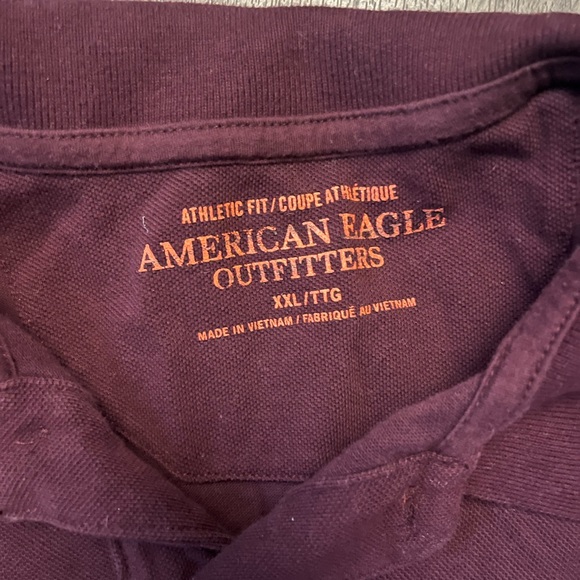 ATHLETIC FIT / COUPE ATHLÉTIQUE
AMERICAN EAGLE
OUTFITTERS
XXL/TTG
MADE IN VIETNAM / FABRIQUÉ AU VIETNAM